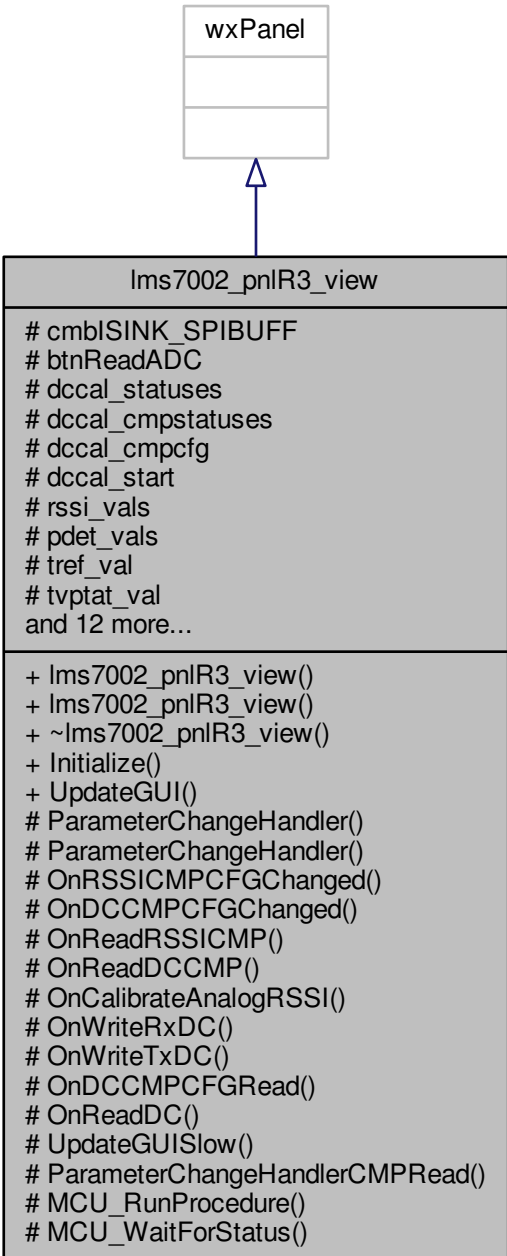 wxPanel
lms7002_pnlR3_view
# cmbISINK_SPIBUFF
# btnReadADC
# dccal_statuses
# dccal_cmpstatuses
# dccal_cmpcfg
# dccal_start
# rssi_vals
# pdet_vals
# tref_val
# tvptat_val
and 12 more...
+ lms7002_pnlR3_view()
+ lms7002_pnlR3_view()
+ ~lms7002_pnlR3_view()
+ Initialize()
+ UpdateGUI()
# ParameterChangeHandler()
# ParameterChangeHandler()
# OnRSSICMPCFGChanged()
# OnDCCMPCFGChanged()
# OnReadRSSICMP()
# OnReadDCCMP()
# OnCalibrateAnalogRSSI()
# OnWriteRxDC()
# OnWriteTxDC()
# OnDCCMPCFGRead()
# OnReadDC()
# UpdateGUISlow()
# ParameterChangeHandlerCMPRead()
# MCU_RunProcedure()
# MCU_WaitForStatus()